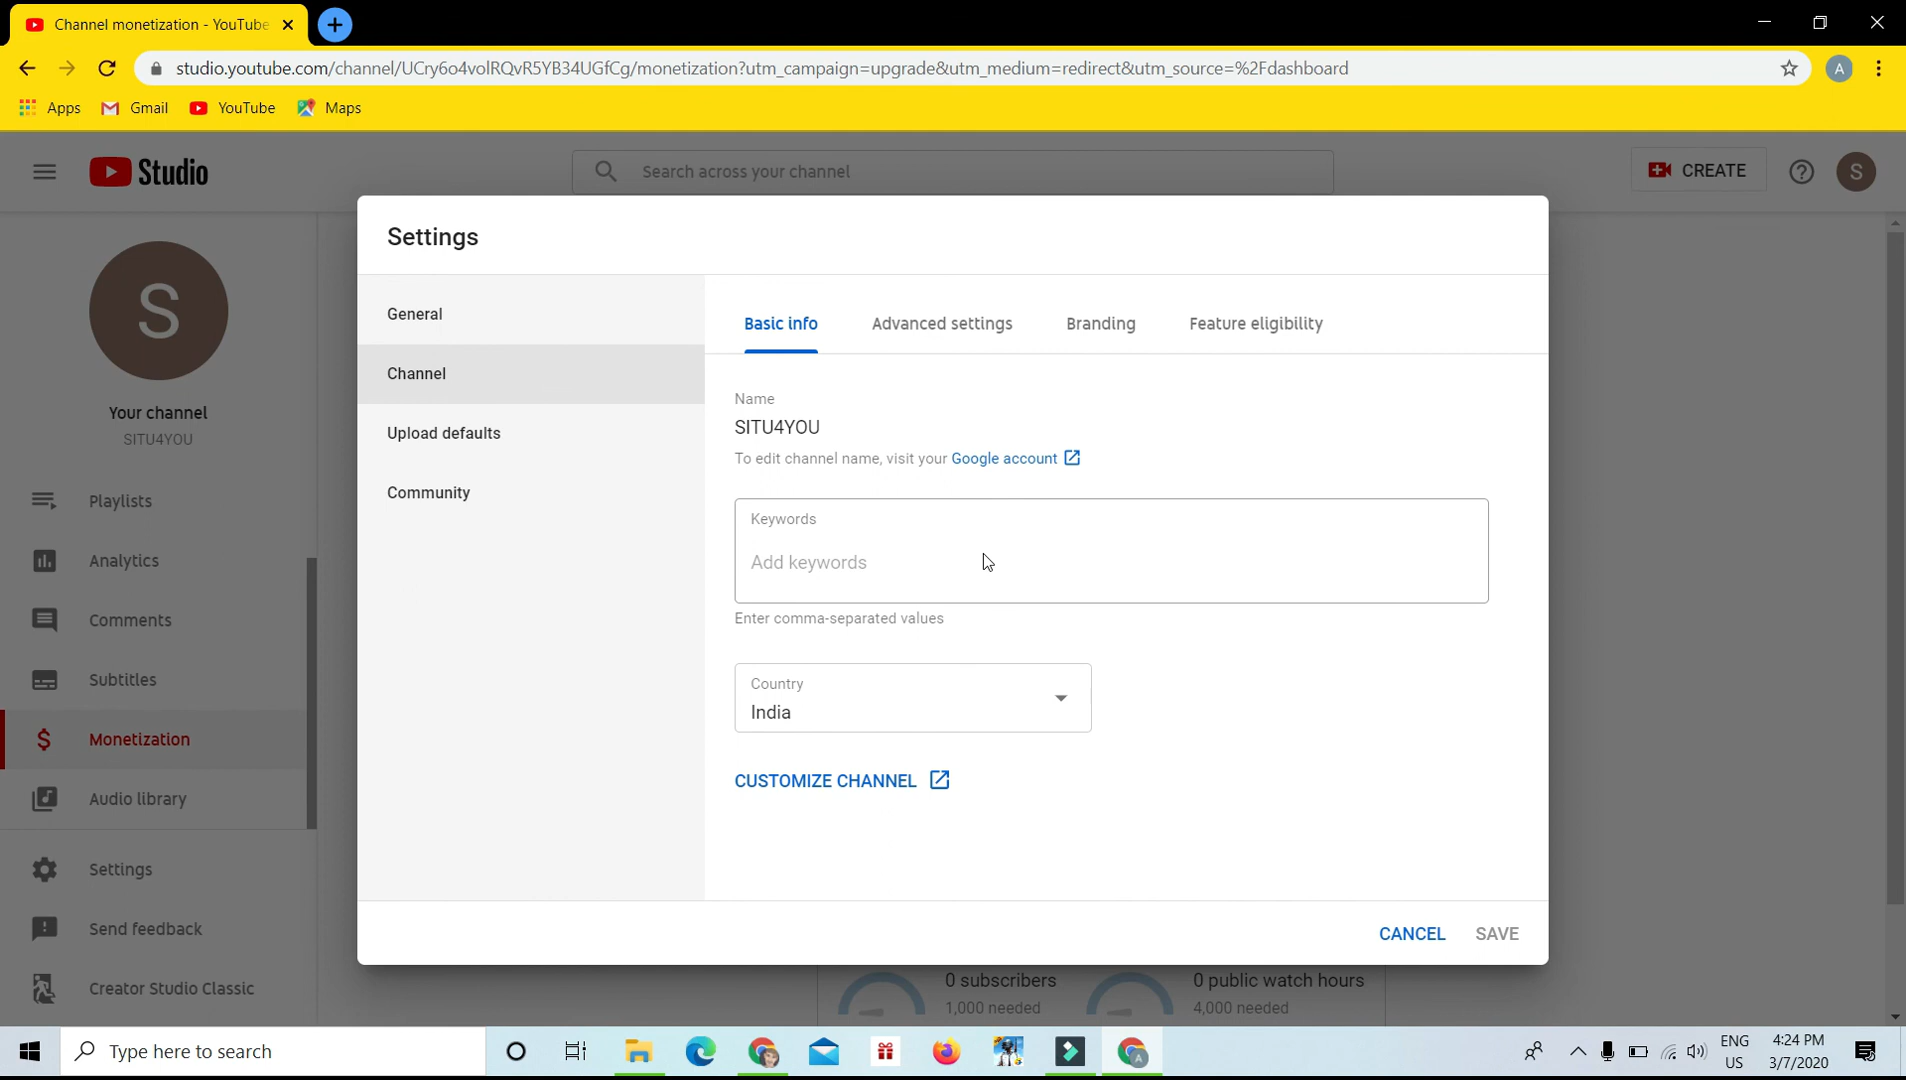 Channel monetization - YouTube
studio.youtube.com/channel/UCry6o4volRQvR5YB34UGfCg/monetization?utm_campaign=upgrade&utm_medium=redirect&utm_source=%2Fdashboard
A
Apps Gmail YouTube Maps
Studio
Search across your channel
CREATE
S
S
Your channel
SITU4YOU
Playlists
Analytics
Comments
Subtitles
Monetization
Audio library
Settings
Send feedback
Creator Studio Classic
Settings
General
Channel
Upload defaults
Community
Basic info Advanced settings Branding Feature eligibility
Name
SITU4YOU
To edit channel name, visit your Google account
Keywords
Add keywords
Enter comma-separated values
Country
India
CUSTOMIZE CHANNEL
CANCEL SAVE
0 subscribers 0 public watch hours
1,000 needed 4,000 needed
Type here to search
A
ENG
US
4:24 PM
3/7/2020